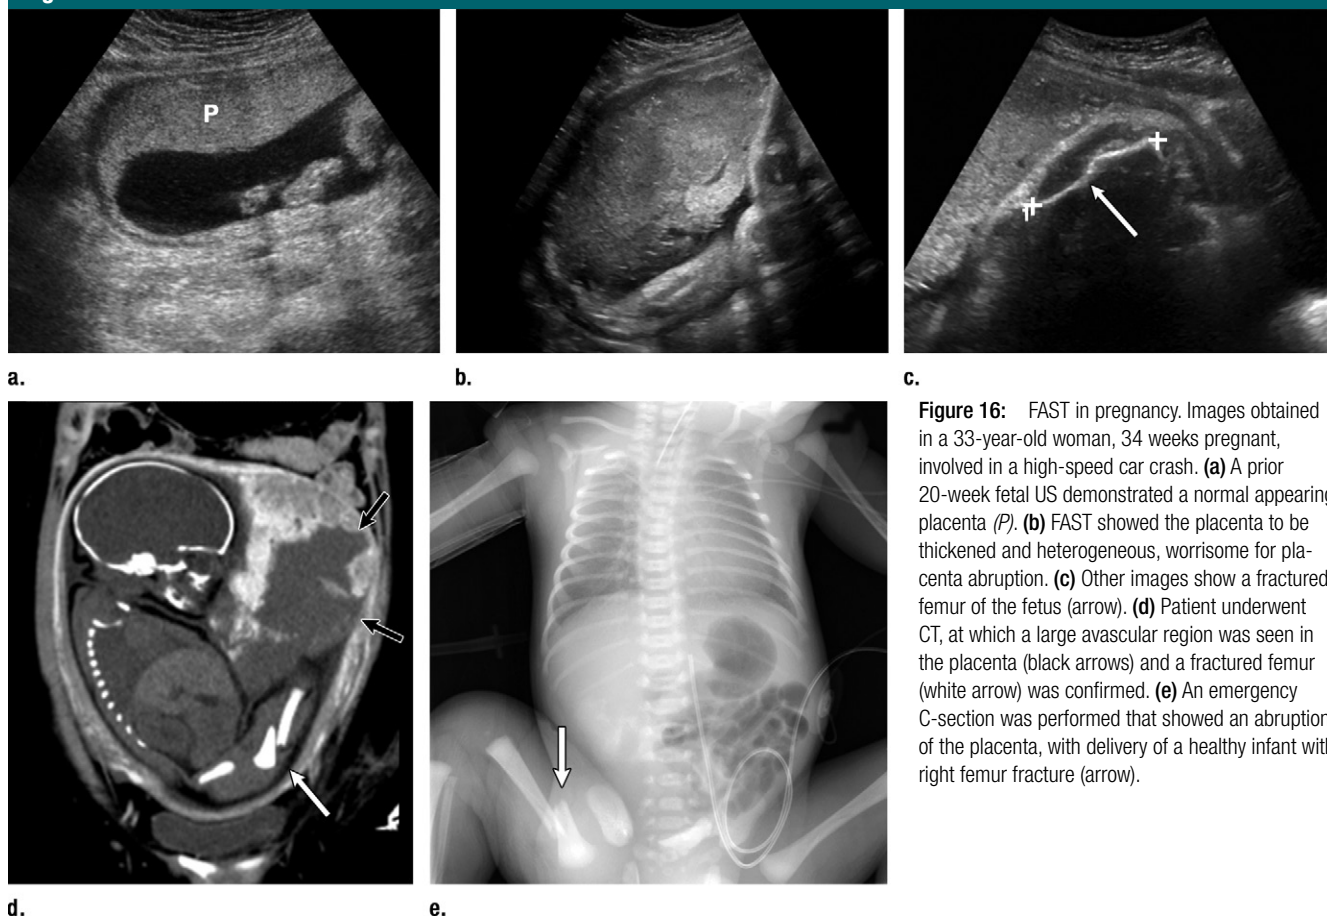 P
a.
b.
c.
Figure 16: FAST in pregnancy. Images obtained
in a 33-year-old woman, 34 weeks pregnant,
involved in a high-speed car crash. (a) A prior
20-week fetal US demonstrated a normal appearing
placenta (P). (b) FAST showed the placenta to be
thickened and heterogeneous, worrisome for pla-
centa abruption. (c) Other images show a fractured
femur of the fetus (arrow). (d) Patient underwent
CT, at which a large avascular region was seen in
the placenta (black arrows) and a fractured femur
(white arrow) was confirmed. (e) An emergency
C-section was performed that showed an abruption
of the placenta, with delivery of a healthy infant with
right femur fracture (arrow).
d.
e.